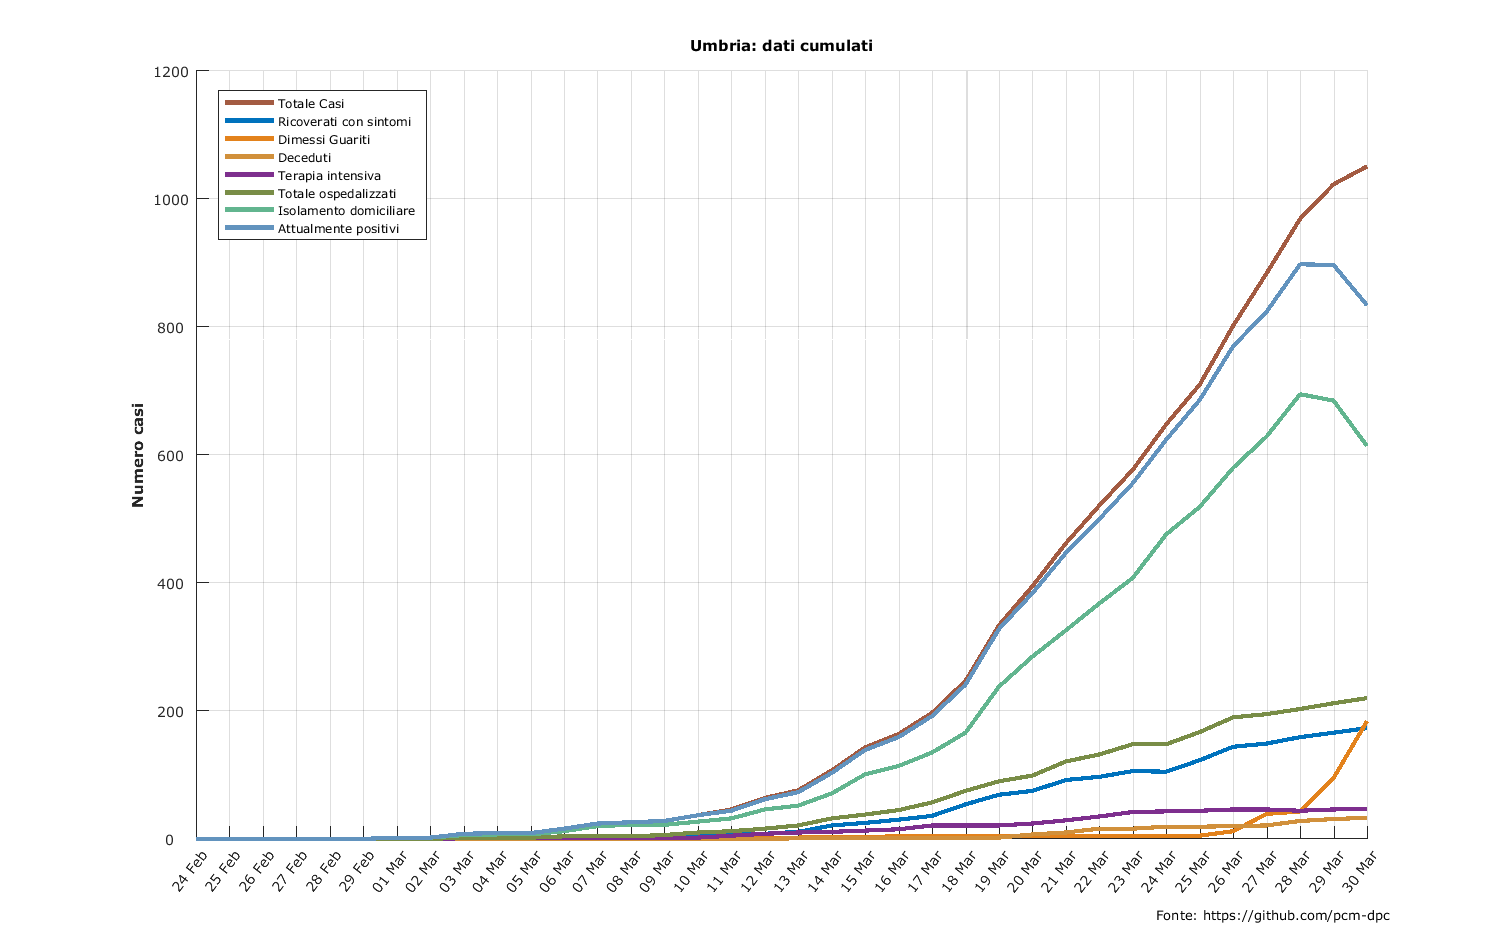 Umbria: dati cumulati
1200
1000
800
600
400
200
0
Numero casi
Totale Casi
Ricoverati con sintomi
Dimessi Guariti
Deceduti
Terapia intensiva
Totale ospedalizzati
Isolamento domiciliare
Attualmente positivi
24 Feb
25 Feb
26 Feb
27 Feb
28 Feb
29 Feb
01 Mar
02 Mar
03 Mar
04 Mar
05 Mar
06 Mar
07 Mar
08 Mar
09 Mar
10 Mar
11 Mar
12 Mar
13 Mar
14 Mar
15 Mar
16 Mar
17 Mar
18 Mar
19 Mar
20 Mar
21 Mar
22 Mar
23 Mar
24 Mar
25 Mar
26 Mar
27 Mar
28 Mar
29 Mar
30 Mar
Fonte: https://github.com/pcm-dpc